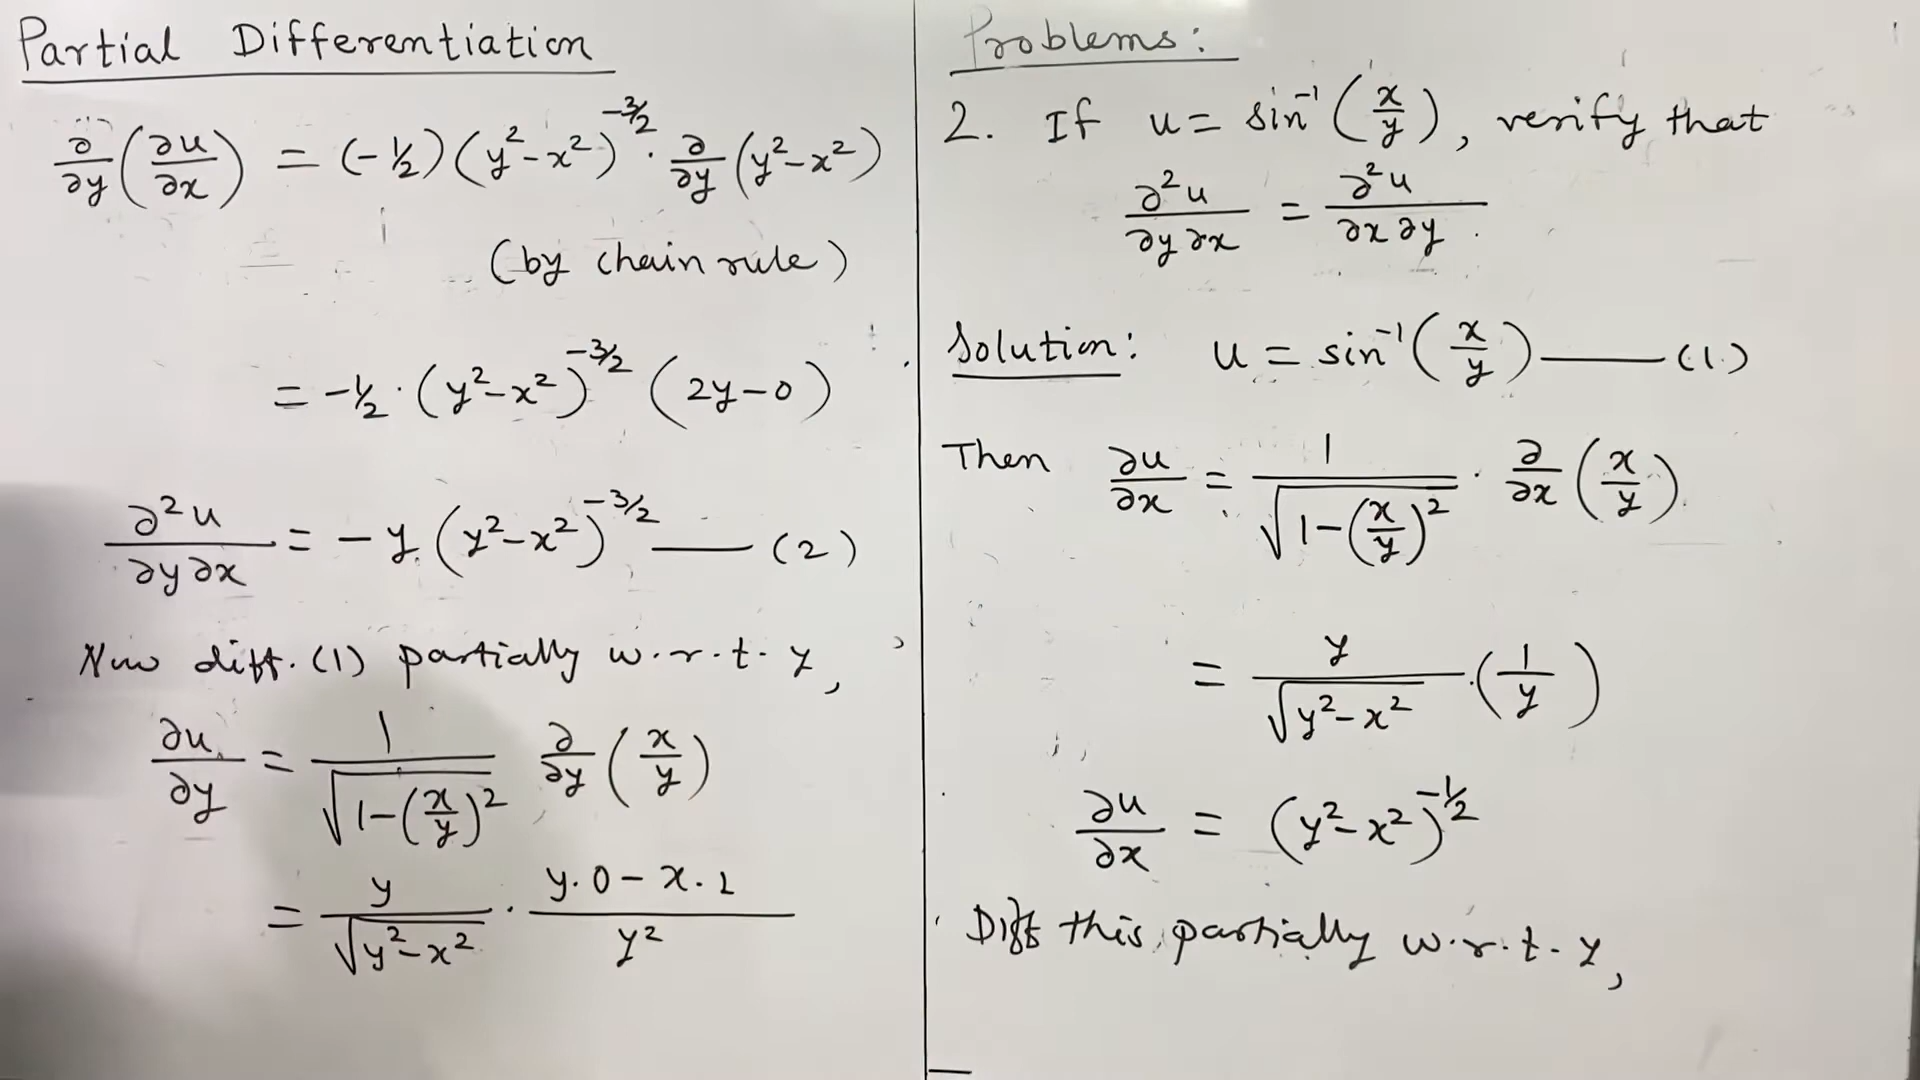 Partial Differentiation
∂/∂y (∂u/∂x) = (-½)(y²-x²)^(-3/2) · ∂/∂y (y²-x²)
(by chain rule)
= -½ · (y²-x²)^(-3/2) (2y-0)
∂²u/∂y∂x = -y. (y²-x²)^(-3/2) —— (2)
Now diff. (1) partially w.r.t. y,
∂u/∂y = 1/√(1-(x/y)²) ∂/∂y (x/y)
= y/√(y²-x²) · (y·0-x·1)/y²
Problems:
2. If u = sin⁻¹(x/y), verify that
∂²u/∂y∂x = ∂²u/∂x∂y.
Solution: u = sin⁻¹(x/y) —— (1)
Then ∂u/∂x = 1/√(1-(x/y)²) · ∂/∂x (x/y)
= y/√(y²-x²) · (1/y)
∂u/∂x = (y²-x²)^(-1/2)
Diff this partially w.r.t. y,